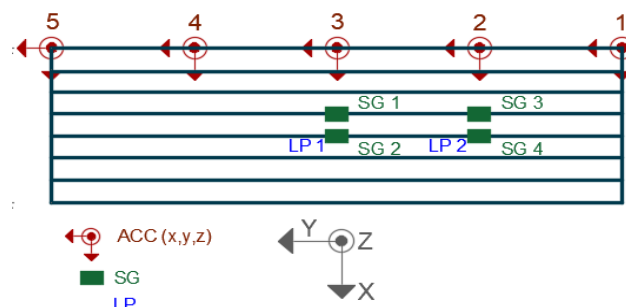 5 4 3 2 1
SG 1 SG 3
LP 1 SG 2 LP 2 SG 4
ACC (x,y,z) Y Z
SG X
LP